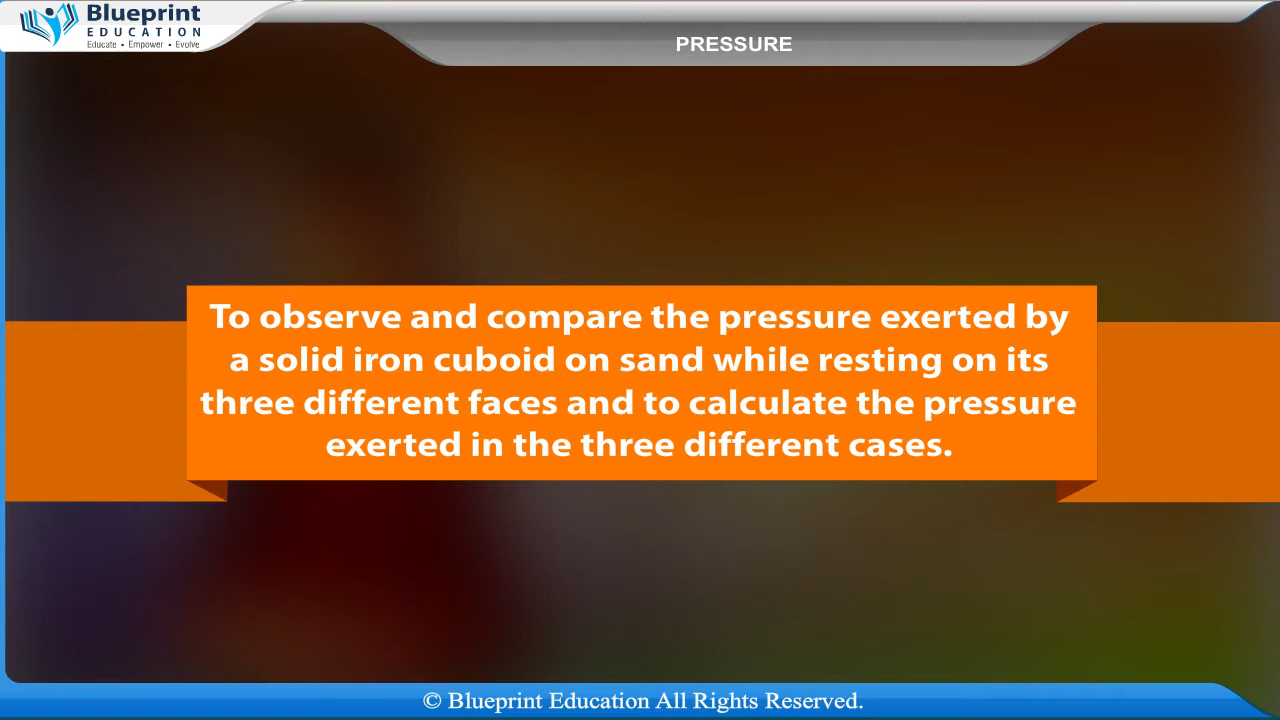 Blueprint
EDUCATION
Educate • Empower • Evolve
PRESSURE
To observe and compare the pressure exerted by
a solid iron cuboid on sand while resting on its
three different faces and to calculate the pressure
exerted in the three different cases.
© Blueprint Education All Rights Reserved.